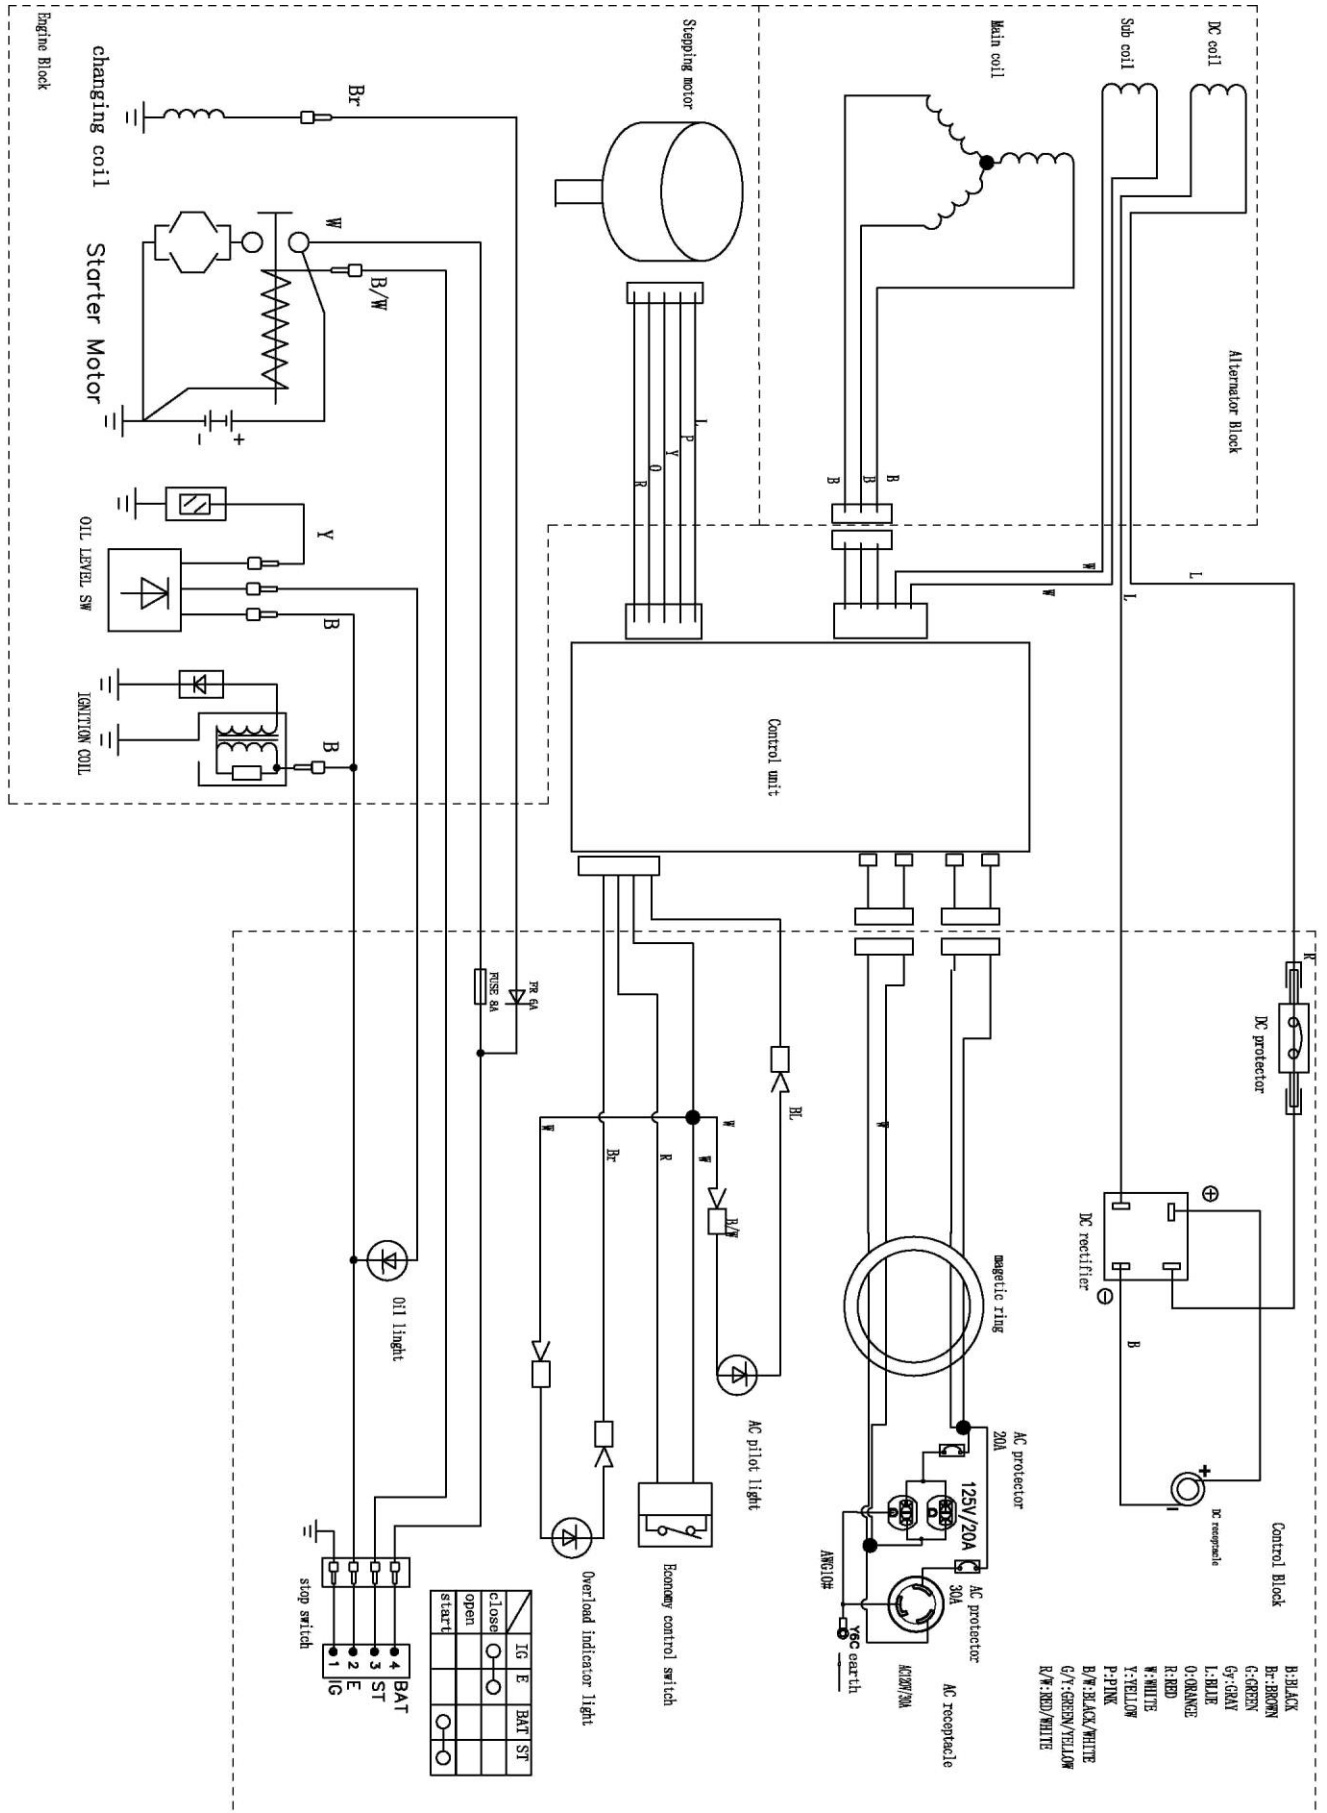 Engine Block
changing coil
Br
Starter Motor
W
B/W
-
+
OIL LEVEL SW
Y
B
IGNITION COIL
B
Stepping motor
L
P
Y
O
R
Alternator Block
Main coil
Sub coil
DC coil
B
B
B
W
W
L
L
Control unit
Control Block
FUSE 8A
FR 6A
R
DC protector
DC rectifier
+
-
B
DC receptacle
+
-
BL
W
W
W
B/W
Br
R
W
magetic ring
AC pilot light
Oil linght
Overload indicator light
Economy control switch
AC protector
20A
125V/20A
AWG10#
AC protector
30A
AC120V/30A
AC receptacle
Y6C earth
stop switch
1 IG
2 E
3 ST
4 BAT
IG E BAT ST
close
open
start
B:BLACK
Br:BROWN
G:GREEN
Gy:GRAY
L:BLUE
O:ORANGE
R:RED
W:WHITE
Y:YELLOW
P:PINK
B/W:BLACK/WHITE
G/Y:GREEN/YELLOW
R/W:RED/WHITE